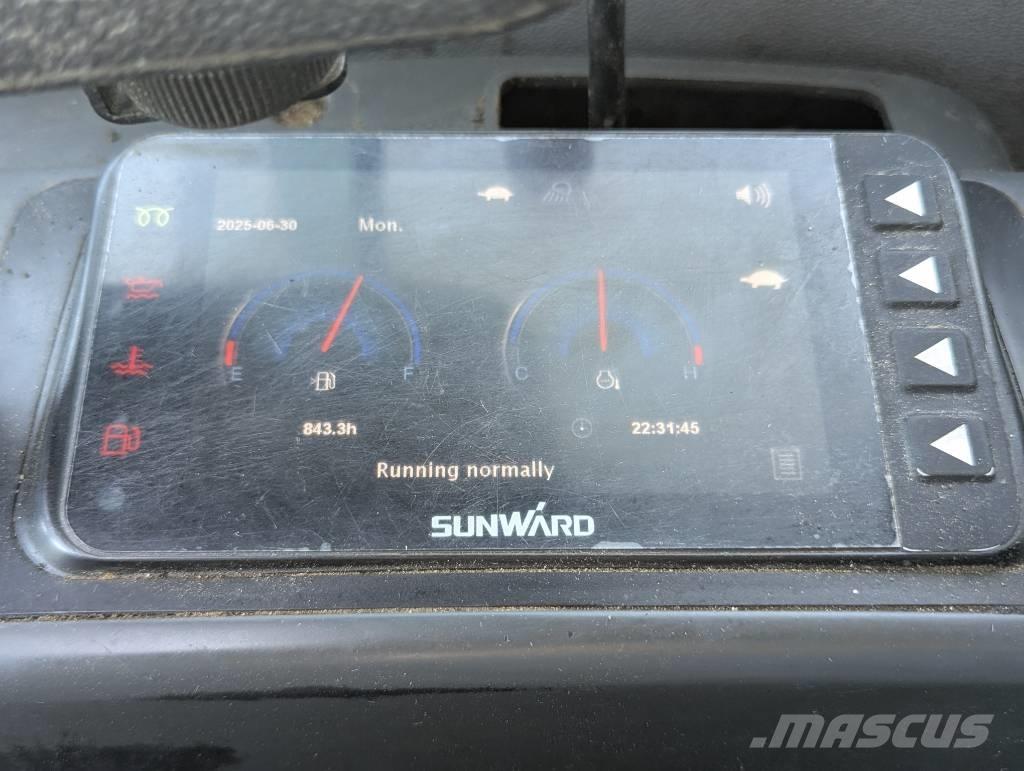 2025-06-30 Mon.
E F C H
843.3h 22:31:45
Running normally
SUNWARD
MASCUS